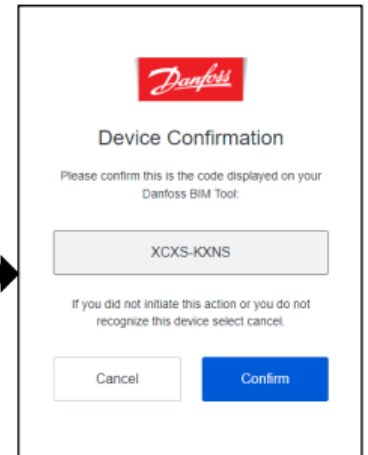 Danfoss
Device Confirmation
Please confirm this is the code displayed on your
Danfoss BIM Tool:
XCXS-KXNS
If you did not initiate this action or you do not
recognize this device select cancel.
Cancel
Confirm